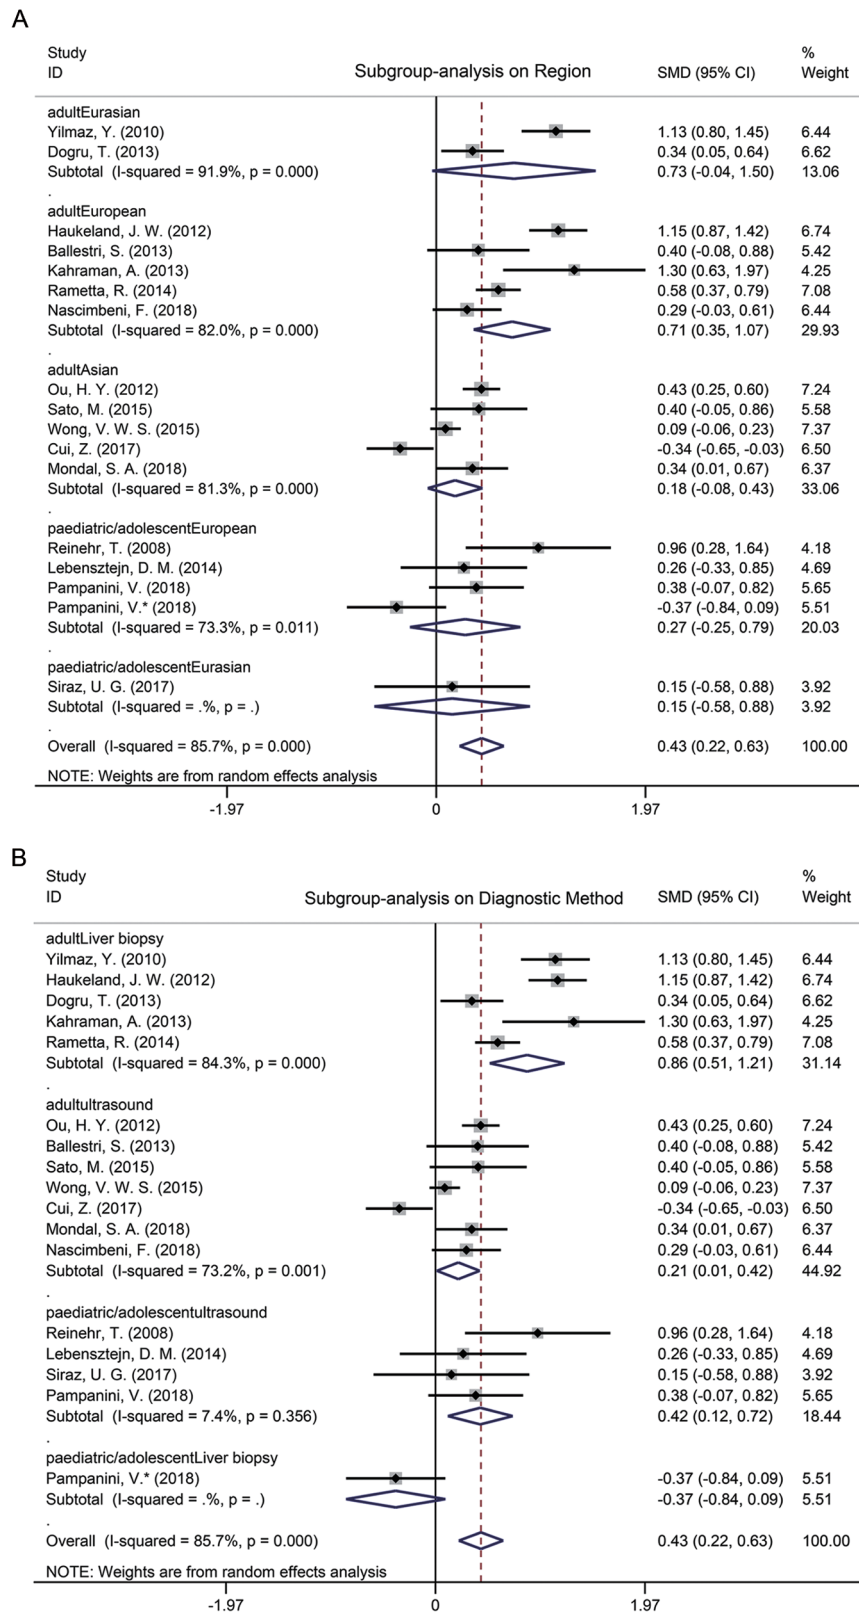 A
Study %
ID Subgroup-analysis on Region SMD (95% CI) Weight
adultEurasian
Yilmaz, Y. (2010) 1.13 (0.80, 1.45) 6.44
Dogru, T. (2013) 0.34 (0.05, 0.64) 6.62
Subtotal (I-squared = 91.9%, p = 0.000) 0.73 (-0.04, 1.50) 13.06
.
adultEuropean
Haukeland, J. W. (2012) 1.15 (0.87, 1.42) 6.74
Ballestri, S. (2013) 0.40 (-0.08, 0.88) 5.42
Kahraman, A. (2013) 1.30 (0.63, 1.97) 4.25
Rametta, R. (2014) 0.58 (0.37, 0.79) 7.08
Nascimbeni, F. (2018) 0.29 (-0.03, 0.61) 6.44
Subtotal (I-squared = 82.0%, p = 0.000) 0.71 (0.35, 1.07) 29.93
.
adultAsian
Ou, H. Y. (2012) 0.43 (0.25, 0.60) 7.24
Sato, M. (2015) 0.40 (-0.05, 0.86) 5.58
Wong, V. W. S. (2015) 0.09 (-0.06, 0.23) 7.37
Cui, Z. (2017) -0.34 (-0.65, -0.03) 6.50
Mondal, S. A. (2018) 0.34 (0.01, 0.67) 6.37
Subtotal (I-squared = 81.3%, p = 0.000) 0.18 (-0.08, 0.43) 33.06
.
paediatric/adolescentEuropean
Reinehr, T. (2008) 0.96 (0.28, 1.64) 4.18
Lebensztejn, D. M. (2014) 0.26 (-0.33, 0.85) 4.69
Pampanini, V. (2018) 0.38 (-0.07, 0.82) 5.65
Pampanini, V.* (2018) -0.37 (-0.84, 0.09) 5.51
Subtotal (I-squared = 73.3%, p = 0.011) 0.27 (-0.25, 0.79) 20.03
.
paediatric/adolescentEurasian
Siraz, U. G. (2017) 0.15 (-0.58, 0.88) 3.92
Subtotal (I-squared = .%, p = .) 0.15 (-0.58, 0.88) 3.92
.
Overall (I-squared = 85.7%, p = 0.000) 0.43 (0.22, 0.63) 100.00
NOTE: Weights are from random effects analysis
-1.97 0 1.97
B
Study %
ID Subgroup-analysis on Diagnostic Method SMD (95% CI) Weight
adultLiver biopsy
Yilmaz, Y. (2010) 1.13 (0.80, 1.45) 6.44
Haukeland, J. W. (2012) 1.15 (0.87, 1.42) 6.74
Dogru, T. (2013) 0.34 (0.05, 0.64) 6.62
Kahraman, A. (2013) 1.30 (0.63, 1.97) 4.25
Rametta, R. (2014) 0.58 (0.37, 0.79) 7.08
Subtotal (I-squared = 84.3%, p = 0.000) 0.86 (0.51, 1.21) 31.14
.
adultultrasound
Ou, H. Y. (2012) 0.43 (0.25, 0.60) 7.24
Ballestri, S. (2013) 0.40 (-0.08, 0.88) 5.42
Sato, M. (2015) 0.40 (-0.05, 0.86) 5.58
Wong, V. W. S. (2015) 0.09 (-0.06, 0.23) 7.37
Cui, Z. (2017) -0.34 (-0.65, -0.03) 6.50
Mondal, S. A. (2018) 0.34 (0.01, 0.67) 6.37
Nascimbeni, F. (2018) 0.29 (-0.03, 0.61) 6.44
Subtotal (I-squared = 73.2%, p = 0.001) 0.21 (0.01, 0.42) 44.92
.
paediatric/adolescentultrasound
Reinehr, T. (2008) 0.96 (0.28, 1.64) 4.18
Lebensztejn, D. M. (2014) 0.26 (-0.33, 0.85) 4.69
Siraz, U. G. (2017) 0.15 (-0.58, 0.88) 3.92
Pampanini, V. (2018) 0.38 (-0.07, 0.82) 5.65
Subtotal (I-squared = 7.4%, p = 0.356) 0.42 (0.12, 0.72) 18.44
.
paediatric/adolescentLiver biopsy
Pampanini, V.* (2018) -0.37 (-0.84, 0.09) 5.51
Subtotal (I-squared = .%, p = .) -0.37 (-0.84, 0.09) 5.51
.
Overall (I-squared = 85.7%, p = 0.000) 0.43 (0.22, 0.63) 100.00
NOTE: Weights are from random effects analysis
-1.97 0 1.97